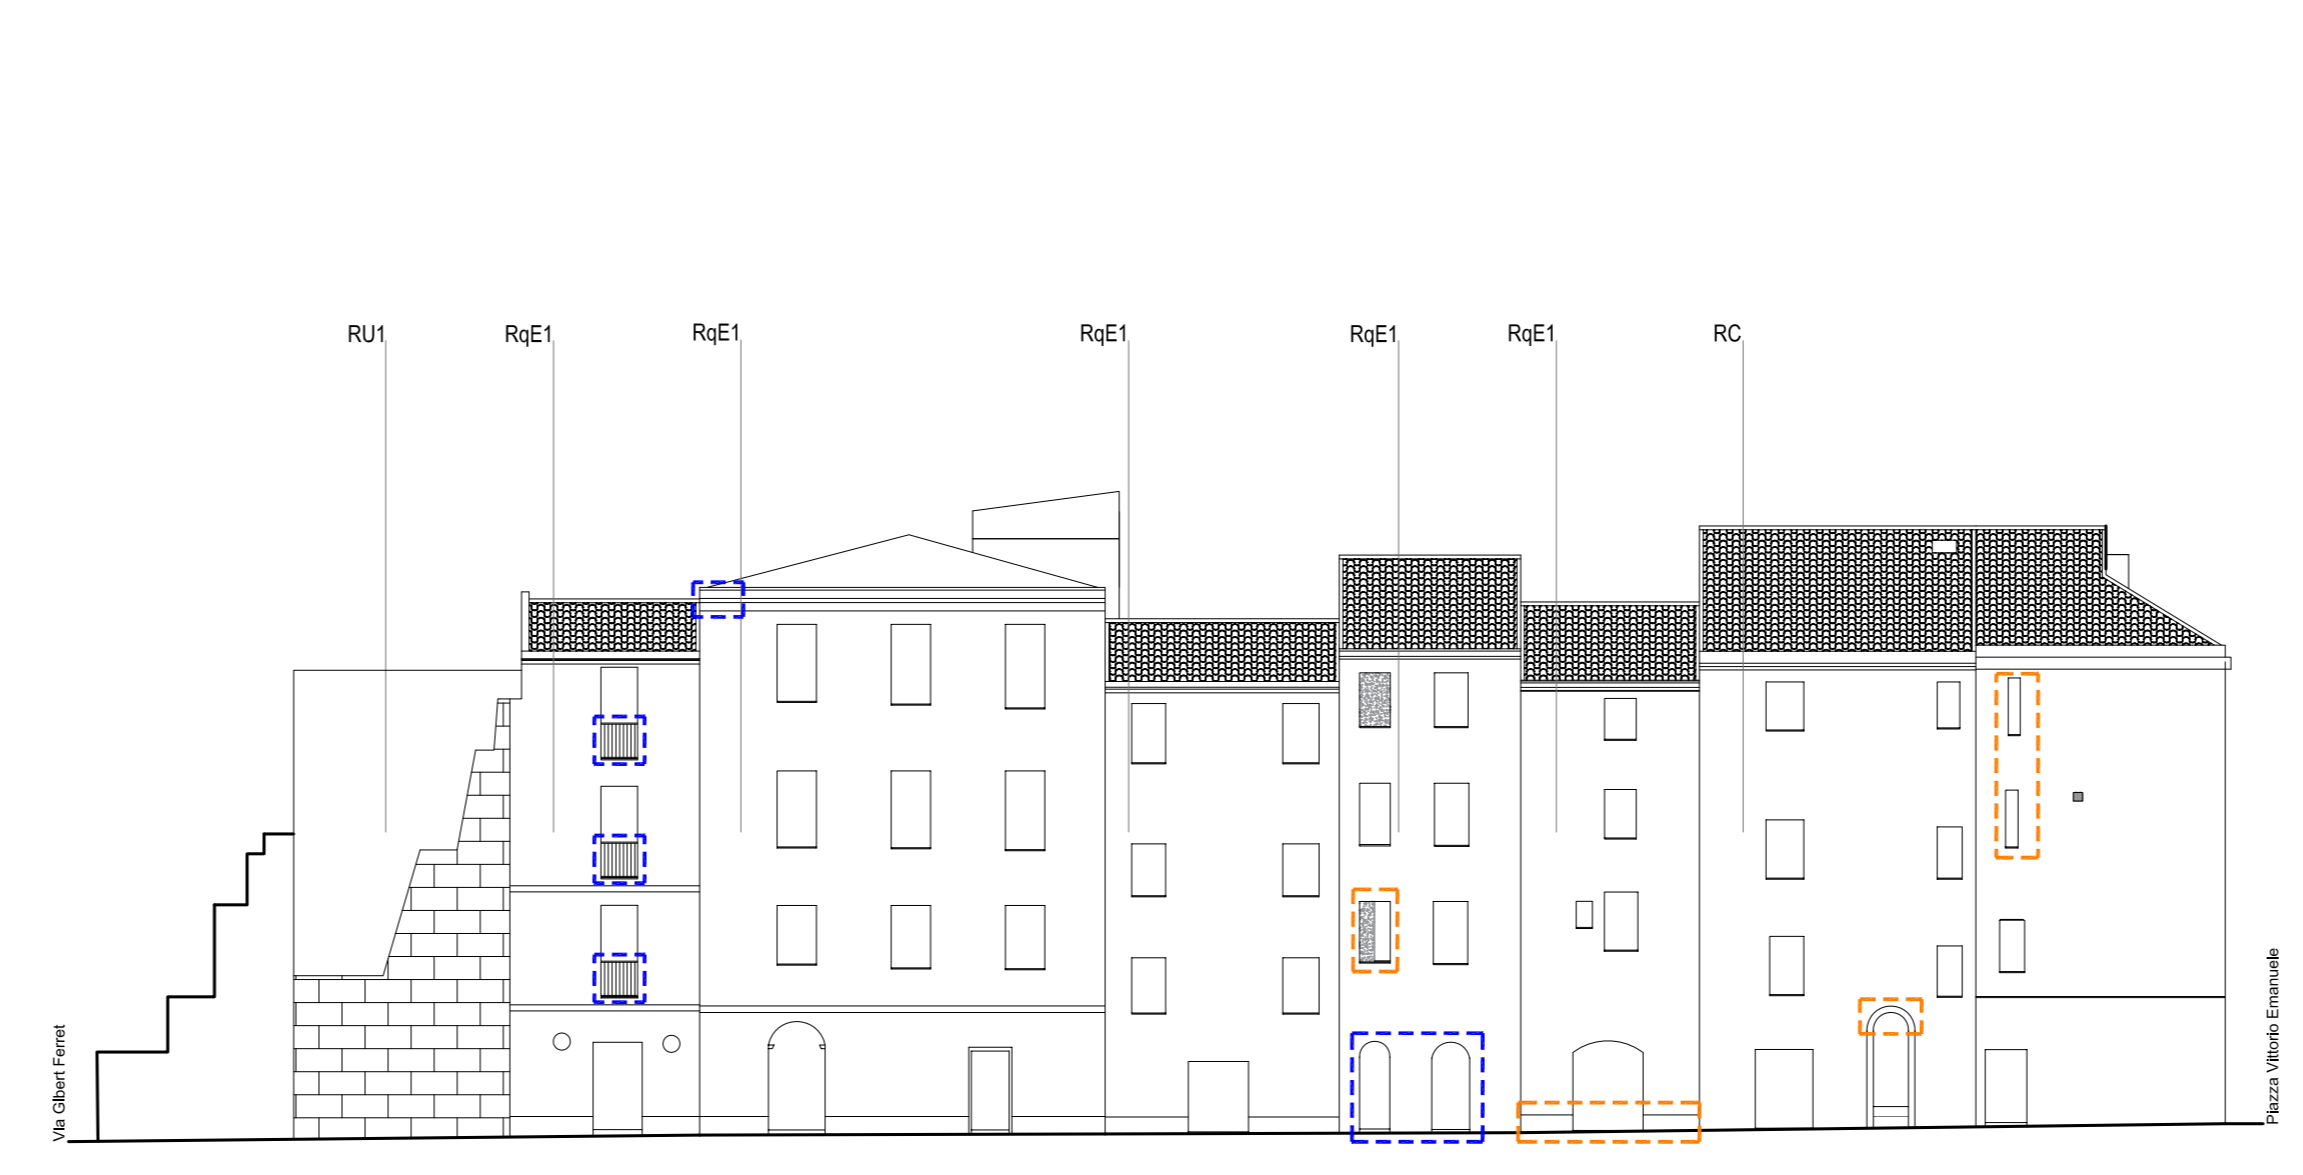 RU1
RqE1
RqE1
RqE1
RqE1
RqE1
RC
VIa GIbert Ferret
Piazza Vittorio Emanuele